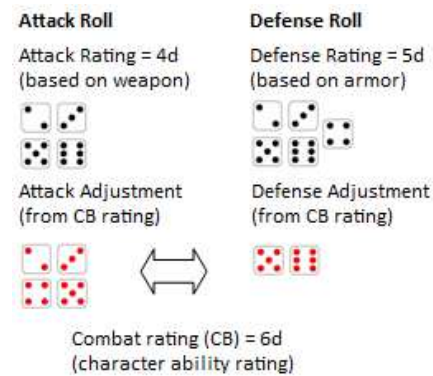 Attack Roll
Attack Rating = 4d
(based on weapon)
Attack Adjustment
(from CB rating)
Defense Roll
Defense Rating = 5d
(based on armor)
Defense Adjustment
(from CB rating)
Combat rating (CB) = 6d
(character ability rating)